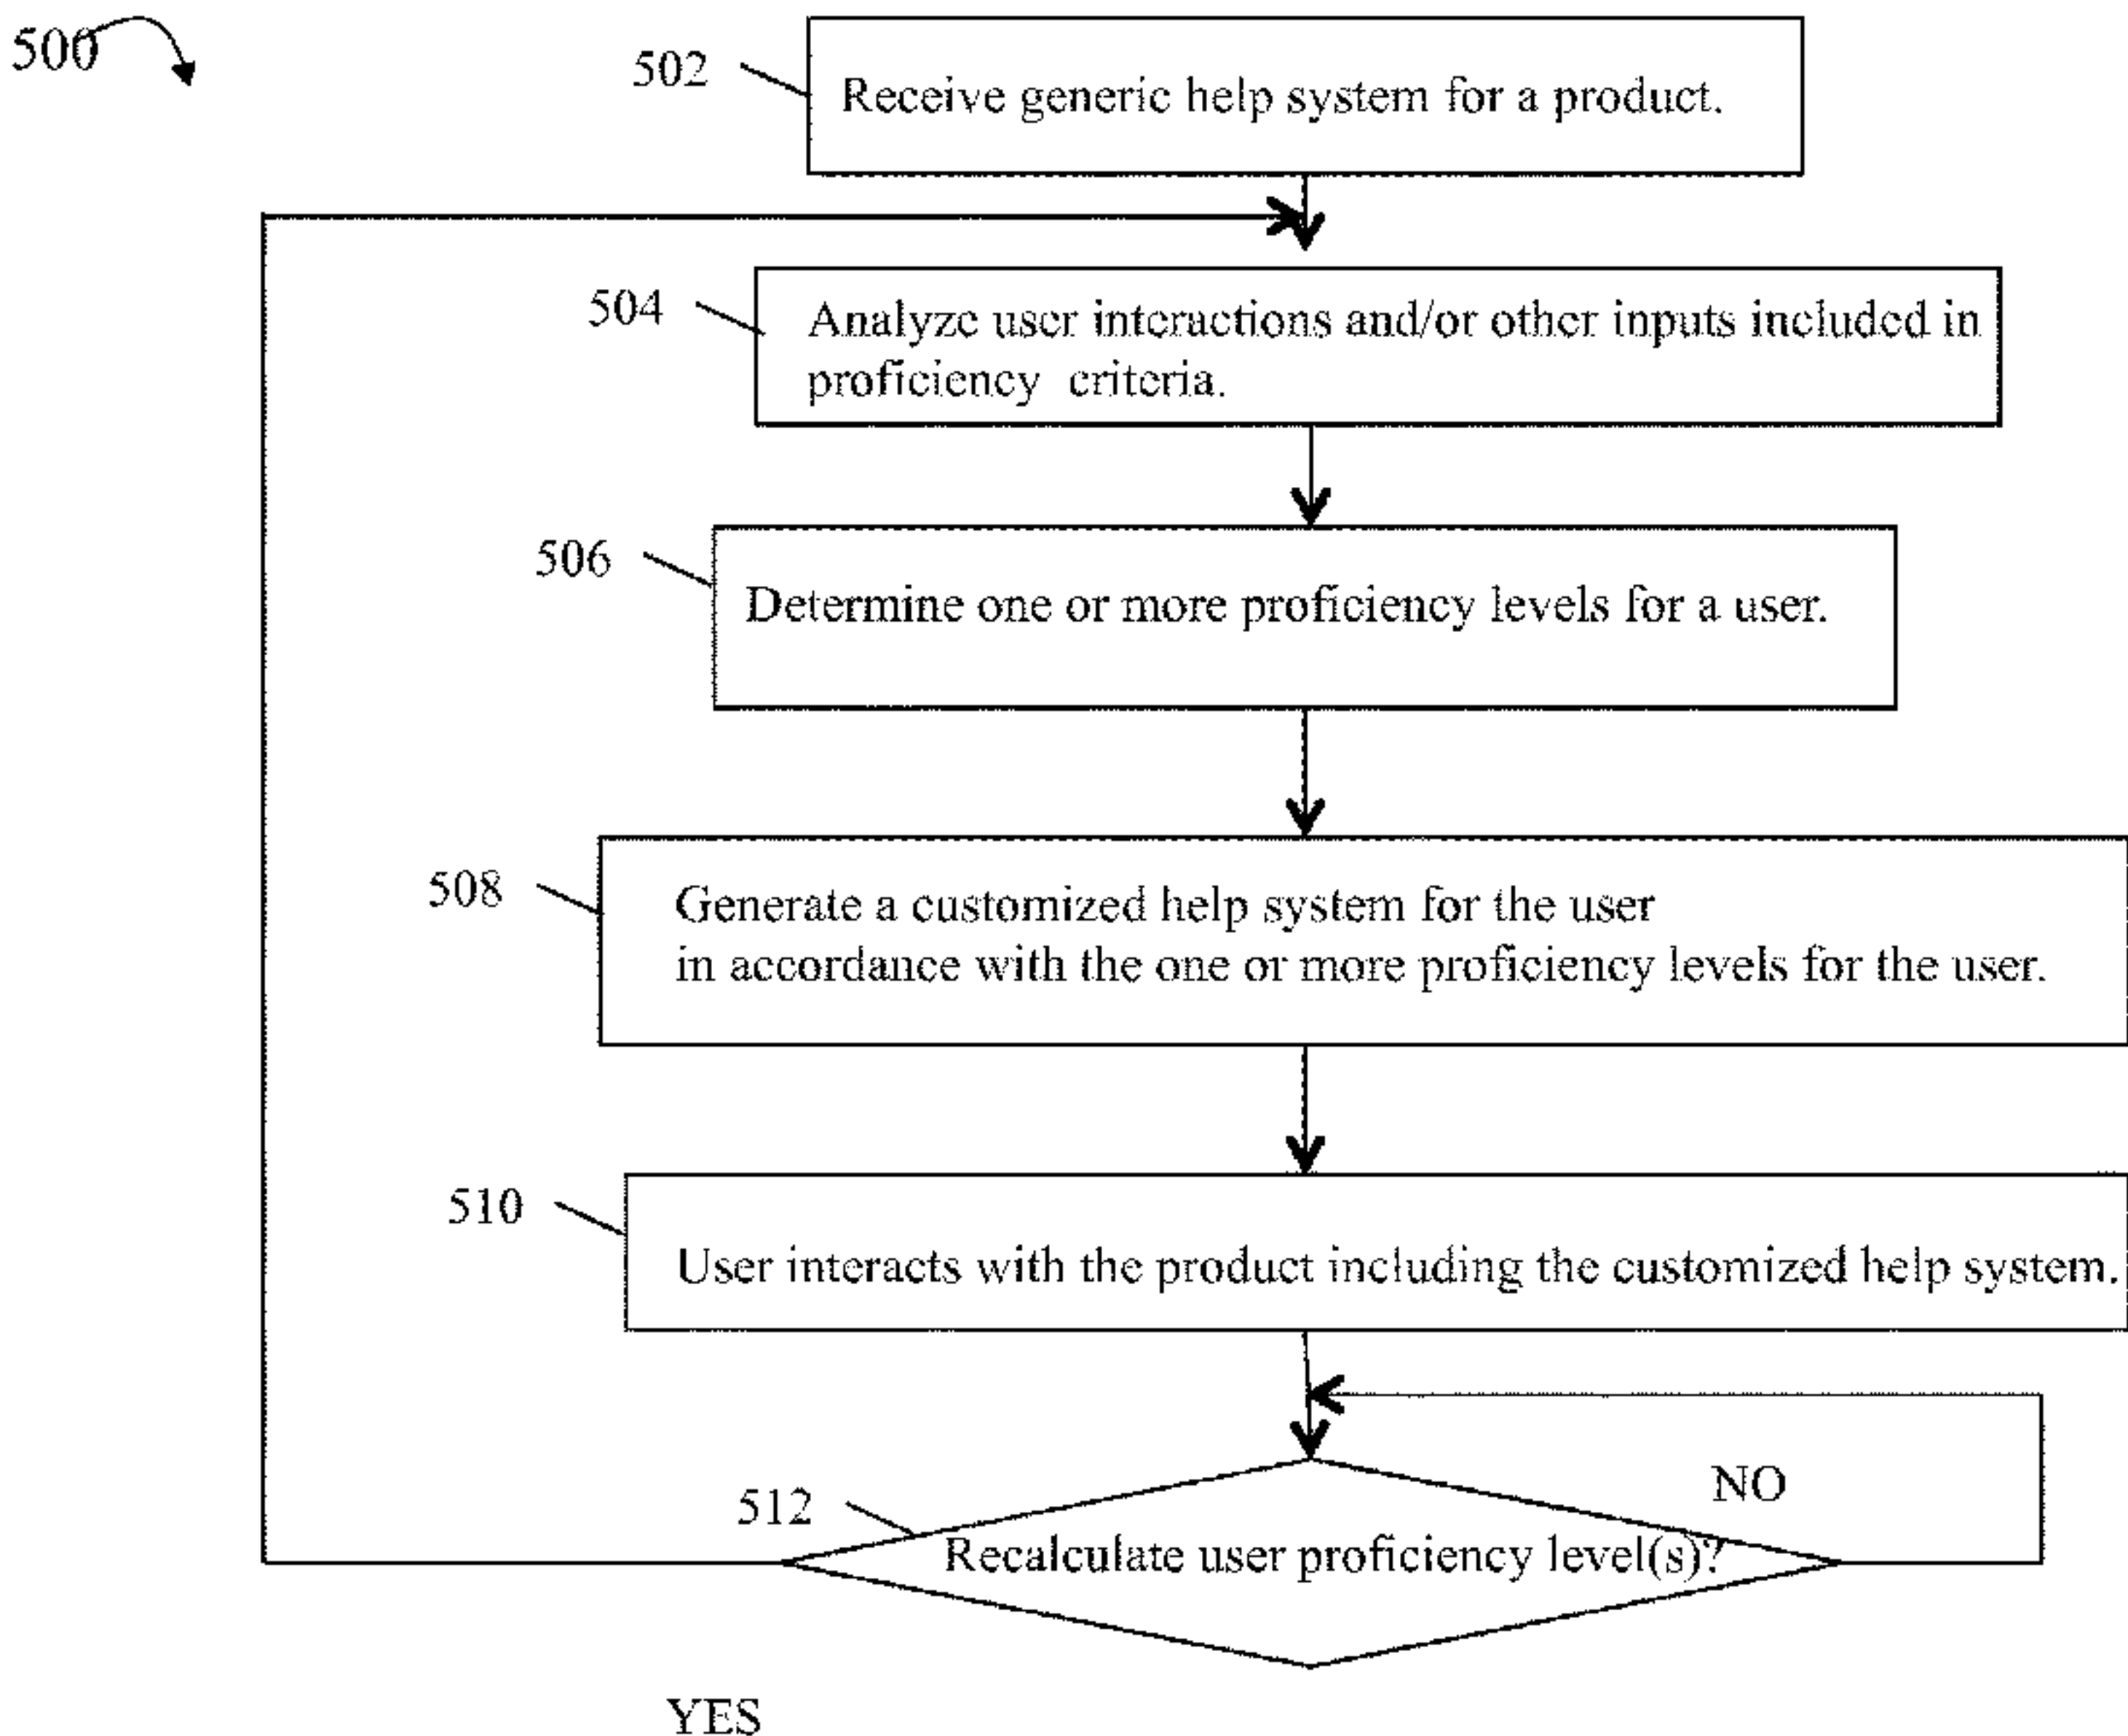 500
502
Receive generic help system for a product.
504
Analyze user interactions and/or other inputs included in
proficiency criteria.
506
Determine one or more proficiency levels for a user.
508
Generate a customized help system for the user
in accordance with the one or more proficiency levels for the user.
510
User interacts with the product including the customized help system.
NO
512
Recalculate user proficiency level(s)?
YES